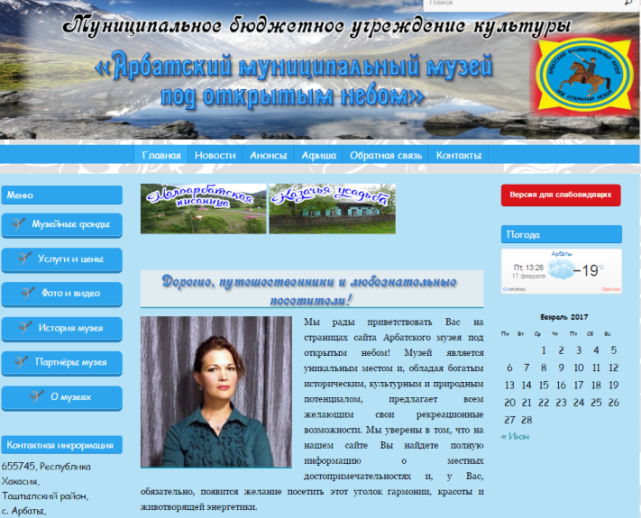 Поиск
Муниципальное бюджетное учреждение культуры
«Арбатский муниципальный музей
под открытым небом»
Главная Новости Анонсы Афиша Обратная связь Контакты
Меню
Музейные фонды
Услуги и цены
Фото и видео
История музея
Партнёры музея
О музеях
Контактная информация
655745, Республика
Хакасия,
Таштыпский район,
с. Арбаты,
Малоарбатская
писаница
Казачья усадьба
Дорогие, путешественники и любознательные
посетители!
Мы рады приветствовать Вас на
страницах сайта Арбатского музея под
открытым небом! Музей является
уникальным местом и, обладая богатым
историческим, культурным и природным
потенциалом, предлагает всем
желающим свои рекреационные
возможности. Мы уверены в том, что на
нашем сайте Вы найдете полную
информацию о местных
достопримечательностях и, у Вас,
обязательно, появится желание посетить этот уголок гармонии, красоты и
животворящей энергетики.
Версия для слабовидящих
Погода
Арбаты
Пт, 13:26
17 февраля
−19 °C
Прогноз
Февраль 2017
Пн Вт Ср Чт Пт Сб Вс
1 2 3 4 5
6 7 8 9 10 11 12
13 14 15 16 17 18 19
20 21 22 23 24 25 26
27 28
« Июн